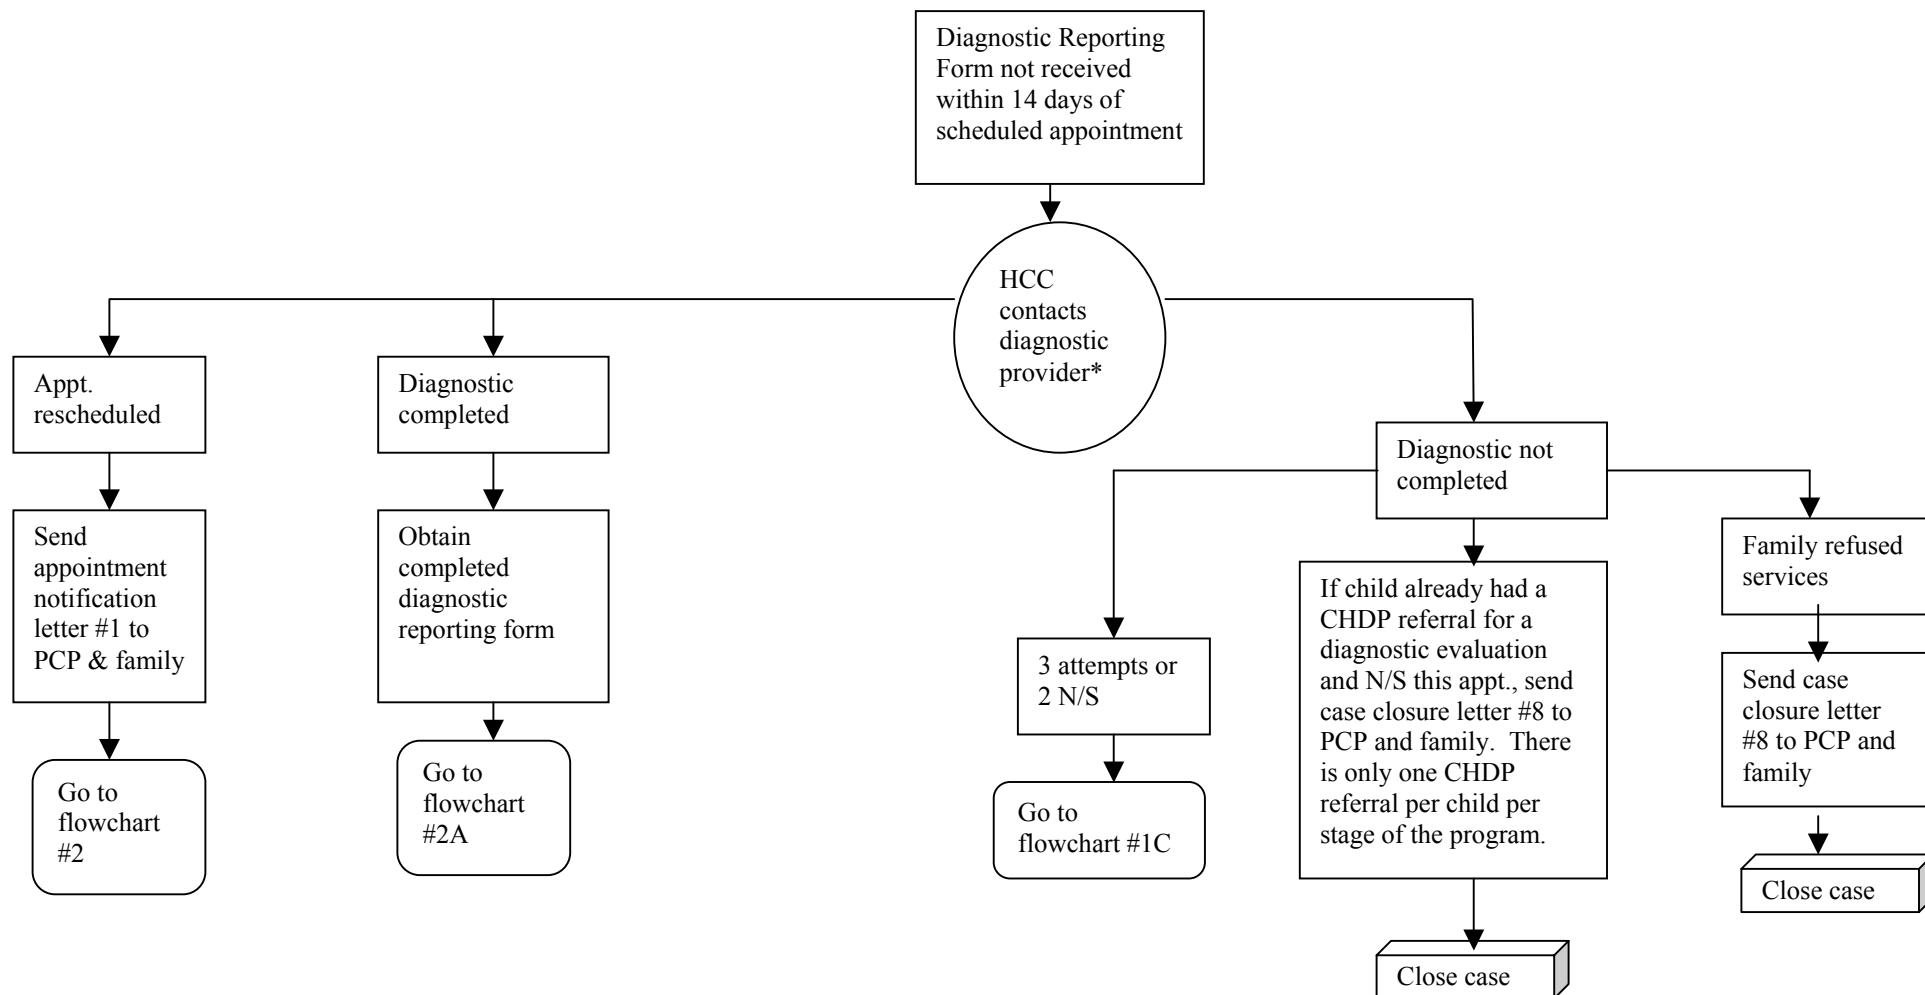 Diagnostic Reporting
Form not received
within 14 days of
scheduled appointment
HCC
contacts
diagnostic
provider*
Appt.
rescheduled
Send
appointment
notification
letter #1 to
PCP & family
Go to
flowchart
#2
Diagnostic
completed
Obtain
completed
diagnostic
reporting form
Go to
flowchart
#2A
Diagnostic not
completed
3 attempts or
2 N/S
Go to
flowchart #1C
If child already had a
CHDP referral for a
diagnostic evaluation
and N/S this appt., send
case closure letter #8 to
PCP and family.  There
is only one CHDP
referral per child per
stage of the program.
Close case
Family refused
services
Send case
closure letter
#8 to PCP and
family
Close case